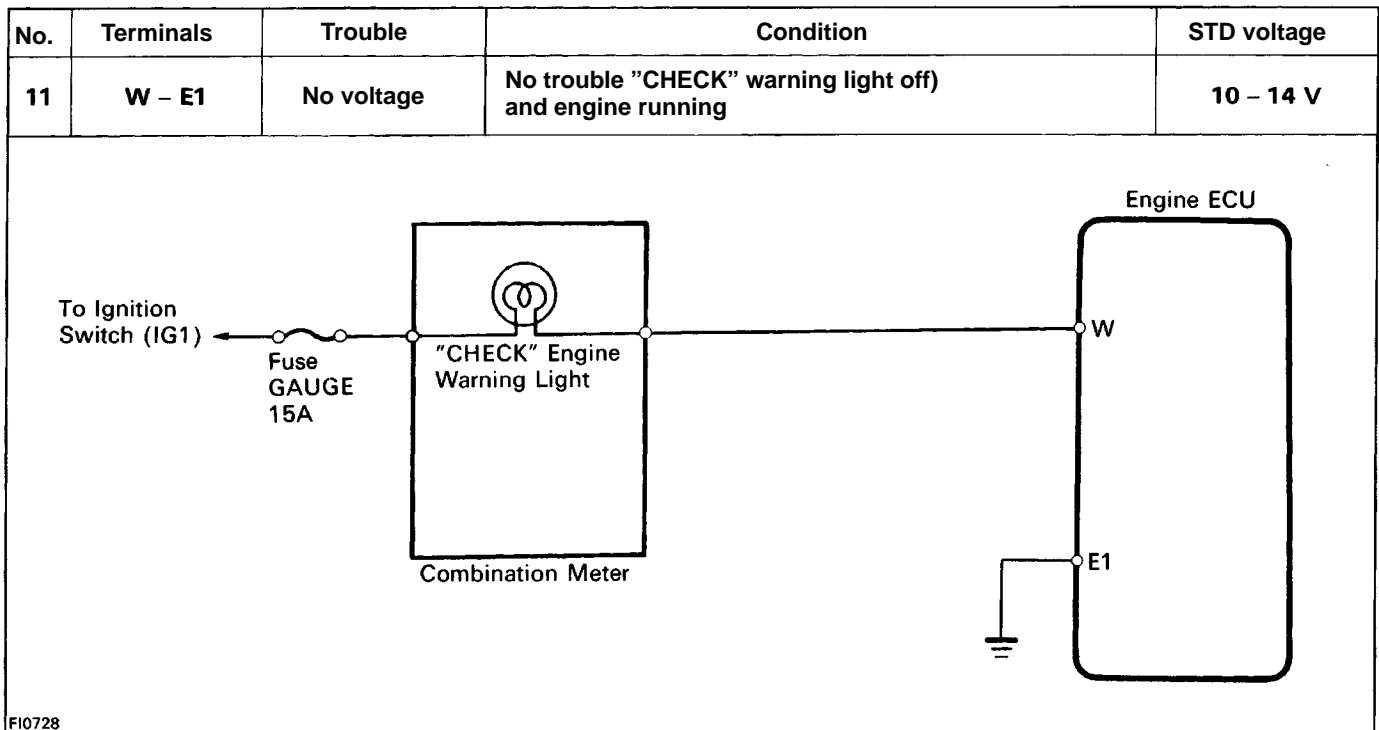 No. Terminals Trouble Condition STD voltage
11 W – E1 No voltage No trouble ”CHECK” warning light off) 10 – 14 V
and engine running
Engine ECU
To Ignition
Switch (IG1)
Fuse
GAUGE
15A
"CHECK" Engine
Warning Light
W
E1
Combination Meter
FI0728